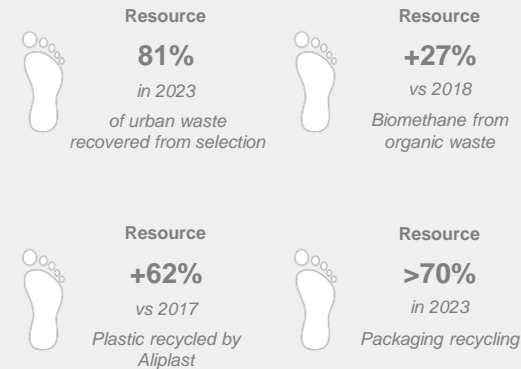 Resource
81%
in 2023
of urban waste
recovered from selection
Resource
+27%
vs 2018
Biomethane from
organic waste
Resource
+62%
vs 2017
Plastic recycled by
Aliplast
Resource
>70%
in 2023
Packaging recycling